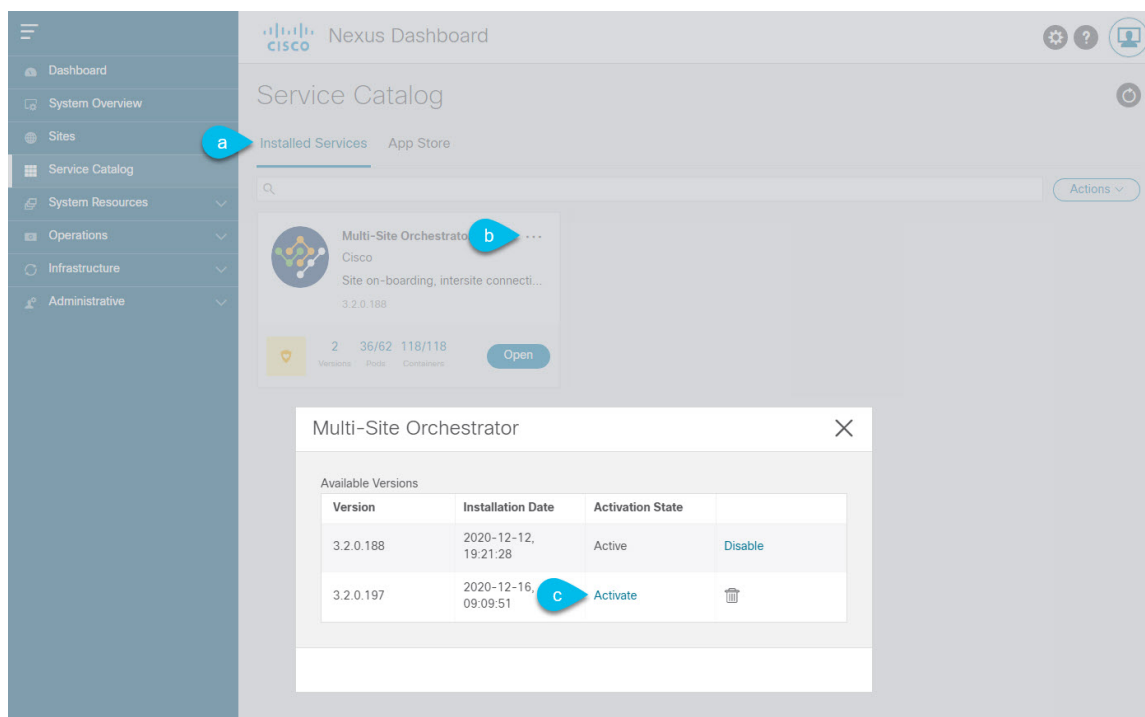 CISCO Nexus Dashboard
?
Dashboard
System Overview
Sites
Service Catalog
System Resources
Operations
Infrastructure
Administrative
Service Catalog
a
Installed Services App Store
Actions
Multi-Site Orchestrato b ...
Cisco
Site on-boarding, intersite connecti...
3.2.0.188
2 36/62 118/118
Versions Pods Containers
Open
Multi-Site Orchestrator
Available Versions
Version Installation Date Activation State
3.2.0.188 2020-12-12, 19:21:28 Active Disable
3.2.0.197 2020-12-16, 09:09:51 c Activate